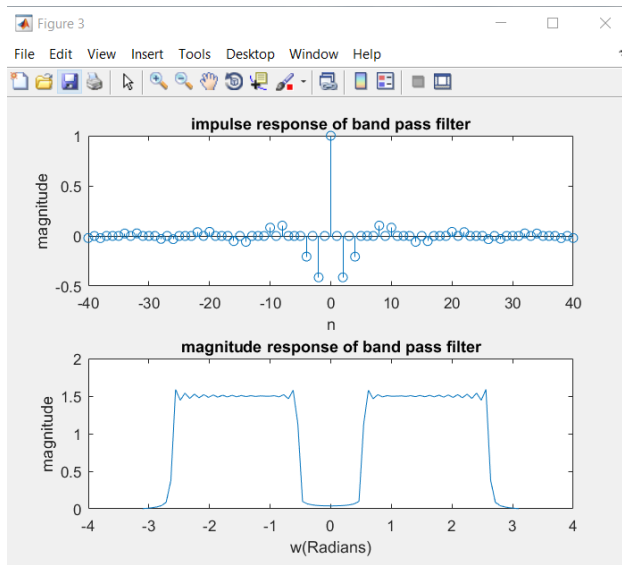 Figure 3
File Edit View Insert Tools Desktop Window Help
impulse response of band pass filter
1
0.5
0
-0.5
magnitude
-40 -30 -20 -10 0 10 20 30 40
n
magnitude response of band pass filter
2
1.5
1
0.5
0
magnitude
-4 -3 -2 -1 0 1 2 3 4
w(Radians)